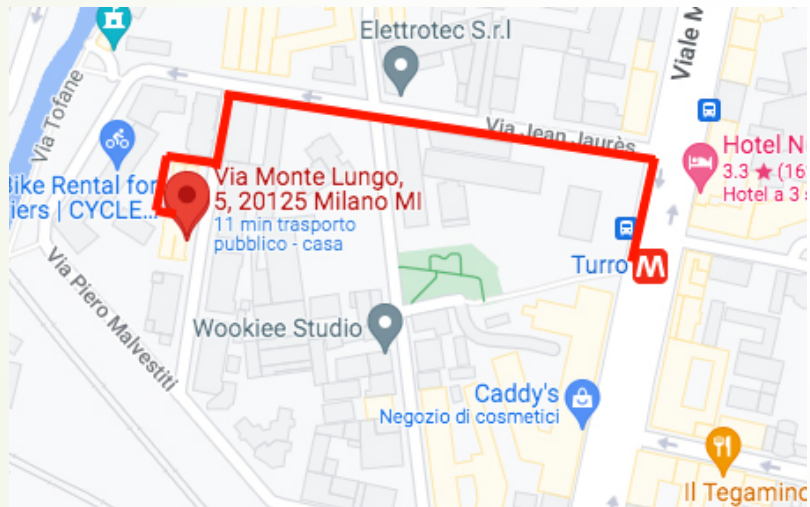 Elettrotec S.r.l
Viale M
Via Tofane
Via Jean Jaurès
Hotel N
3.3 ★ (16
Hotel a 3 s
Bike Rental for
iers | CYCLE...
Via Monte Lungo,
5, 20125 Milano MI
11 min trasporto
pubblico - casa
Turro M
Via Piero Malvestiti
Wookiee Studio
Caddy's
Negozio di cosmetici
Il Tegamino